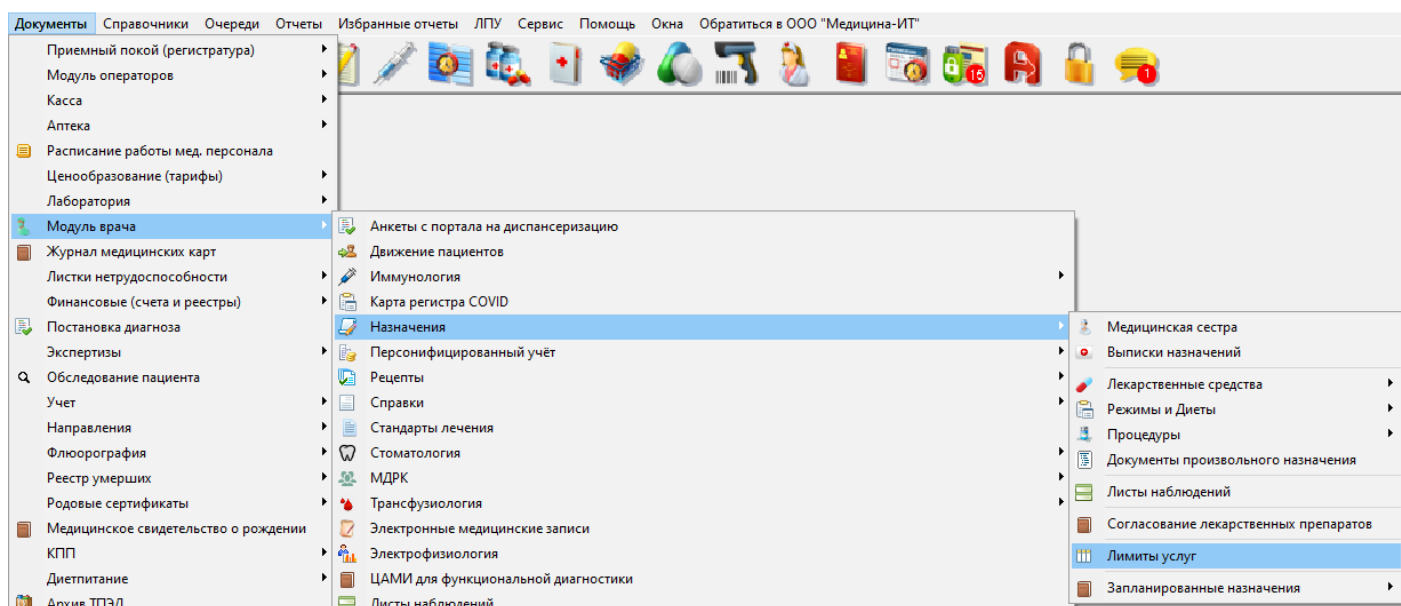 Документы Справочники Очереди Отчеты Избранные отчеты ЛПУ Сервис Помощь Окна Обратиться в ООО "Медицина-ИТ"
15
1
Приемный покой (регистратура)
Модуль операторов
Касса
Аптека
Расписание работы мед. персонала
Ценообразование (тарифы)
Лаборатория
Модуль врача
Журнал медицинских карт
Листки нетрудоспособности
Финансовые (счета и реестры)
Постановка диагноза
Экспертизы
Обследование пациента
Учет
Направления
Флюорография
Реестр умерших
Родовые сертификаты
Медицинское свидетельство о рождении
КПП
Диетпитание
Архив ТПЭД
Анкеты с портала на диспансеризацию
Движение пациентов
Иммунология
Карта регистра COVID
Назначения
Персонифицированный учёт
Рецепты
Справки
Стандарты лечения
Стоматология
МДРК
Трансфузиология
Электронные медицинские записи
Электрофизиология
ЦАМИ для функциональной диагностики
Листы наблюдений
Медицинская сестра
Выписки назначений
Лекарственные средства
Режимы и Диеты
Процедуры
Документы произвольного назначения
Листы наблюдений
Согласование лекарственных препаратов
Лимиты услуг
Запланированные назначения